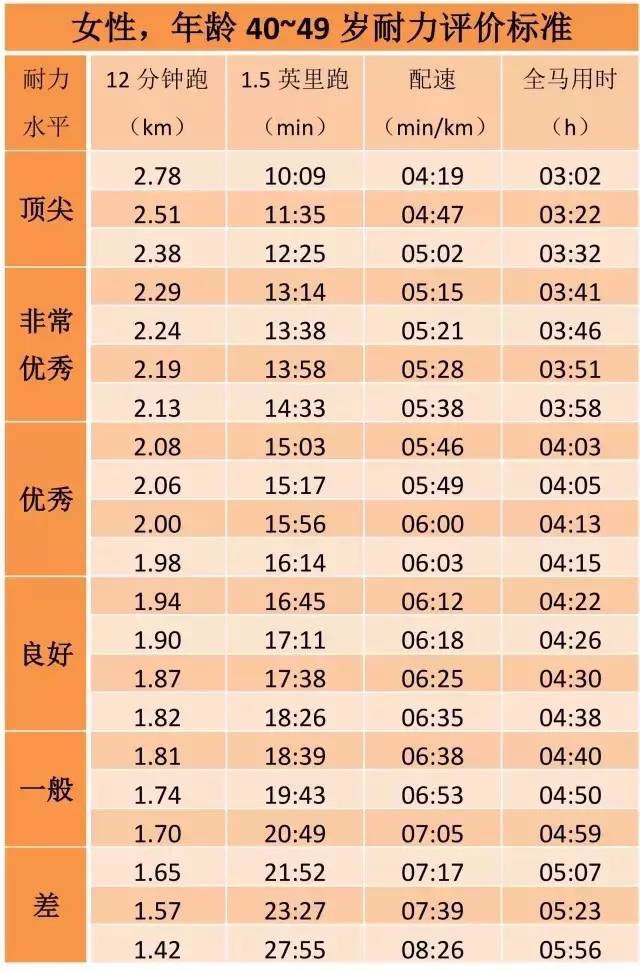 女性，年龄 40~49 岁耐力评价标准
耐力水平 12 分钟跑（km） 1.5 英里跑（min） 配速（min/km） 全马用时（h）
顶尖 2.78 10:09 04:19 03:02
2.51 11:35 04:47 03:22
2.38 12:25 05:02 03:32
非常优秀 2.29 13:14 05:15 03:41
2.24 13:38 05:21 03:46
2.19 13:58 05:28 03:51
2.13 14:33 05:38 03:58
优秀 2.08 15:03 05:46 04:03
2.06 15:17 05:49 04:05
2.00 15:56 06:00 04:13
1.98 16:14 06:03 04:15
良好 1.94 16:45 06:12 04:22
1.90 17:11 06:18 04:26
1.87 17:38 06:25 04:30
1.82 18:26 06:35 04:38
一般 1.81 18:39 06:38 04:40
1.74 19:43 06:53 04:50
1.70 20:49 07:05 04:59
差 1.65 21:52 07:17 05:07
1.57 23:27 07:39 05:23
1.42 27:55 08:26 05:56